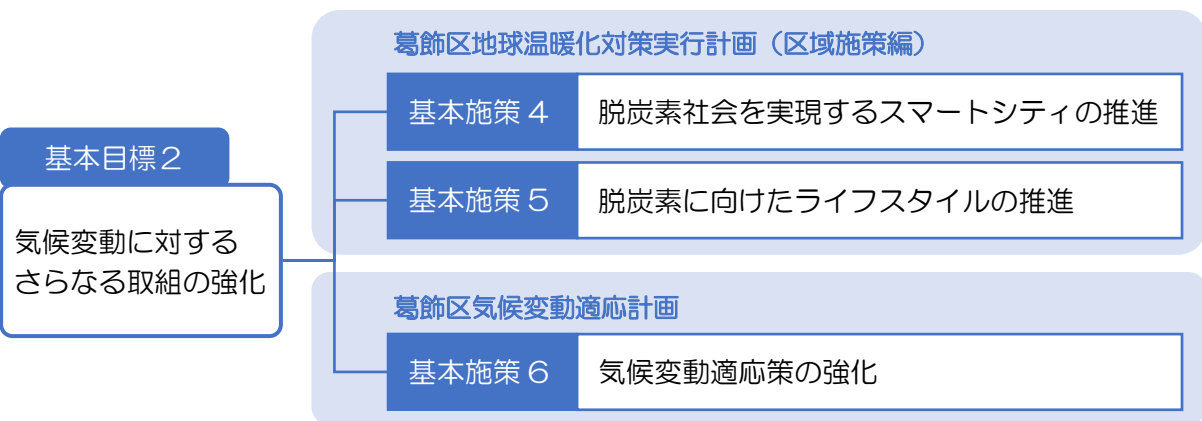 基本目標２
気候変動に対する
さらなる取組の強化
葛飾区地球温暖化対策実行計画（区域施策編）
基本施策４
脱炭素社会を実現するスマートシティの推進
基本施策５
脱炭素に向けたライフスタイルの推進
葛飾区気候変動適応計画
基本施策６
気候変動適応策の強化